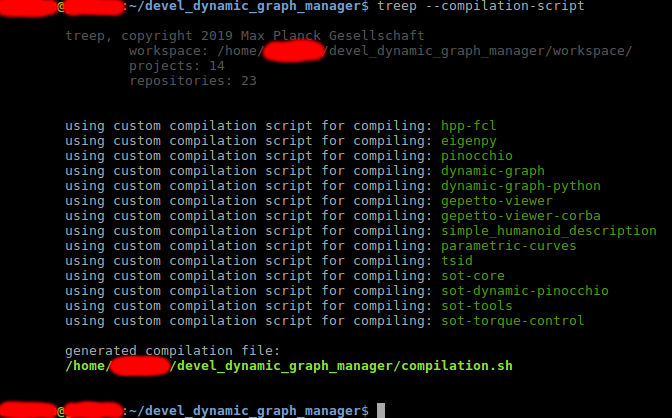 @:~/devel_dynamic_graph_manager$ treep --compilation-script
treep, copyright 2019 Max Planck Gesellschaft
workspace: /home/ /devel_dynamic_graph_manager/workspace/
projects: 14
repositories: 23
using custom compilation script for compiling: hpp-fcl
using custom compilation script for compiling: eigenpy
using custom compilation script for compiling: pinocchio
using custom compilation script for compiling: dynamic-graph
using custom compilation script for compiling: dynamic-graph-python
using custom compilation script for compiling: gepetto-viewer
using custom compilation script for compiling: gepetto-viewer-corba
using custom compilation script for compiling: simple_humanoid_description
using custom compilation script for compiling: parametric-curves
using custom compilation script for compiling: tsid
using custom compilation script for compiling: sot-core
using custom compilation script for compiling: sot-dynamic-pinocchio
using custom compilation script for compiling: sot-tools
using custom compilation script for compiling: sot-torque-control
generated compilation file:
/home/ /devel_dynamic_graph_manager/compilation.sh
@:~/devel_dynamic_graph_manager$